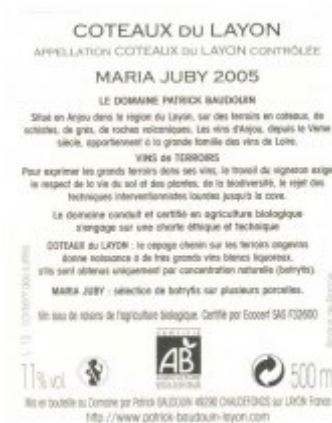 COTEAUX DU LAYON
APPELLATION COTEAUX DU LAYON CONTRÔLÉE
MARIA JUBY 2005
LE DOMAINE PATRICK BAUDOUIN
Situé en Anjou dans la région du Layon, sur des terroirs en coteaux, de
schistes, de grès, de roches volcaniques. Les vins d'Anjou, depuis le Vème
siècle, appartiennent à la grande famille des vins de Loire.
VINS de TERROIRS
Pour exprimer les grands terroirs dans ses vins, le travail du vigneron exige
le respect de la vie du sol et des plantes, de la biodiversité, le rejet des
techniques interventionnistes lourdes jusqu'à la cave.
Le domaine conduit et certifié en agriculture biologique
s'engage sur une charte éthique et technique
COTEAUX du LAYON : le cépage chenin sur les terroirs angevins
donne naissance à de très grands vins blancs liquoreux,
s'ils sont obtenus uniquement par concentration naturelle (botrytis).
MARIA JUBY : sélection de botrytis sur plusieurs parcelles.
Vin issu de raisins de l'agriculture biologique. Certifié par Ecocert SAS F32600
CERTIFIÉ
AB
AGRICULTURE
BIOLOGIQUE
11% vol
500 ml
Mis en bouteille au Domaine par Patrick BAUDOUIN 49290 CHALONNES sur LAYON France
http://www.patrick-baudouin-layon.com